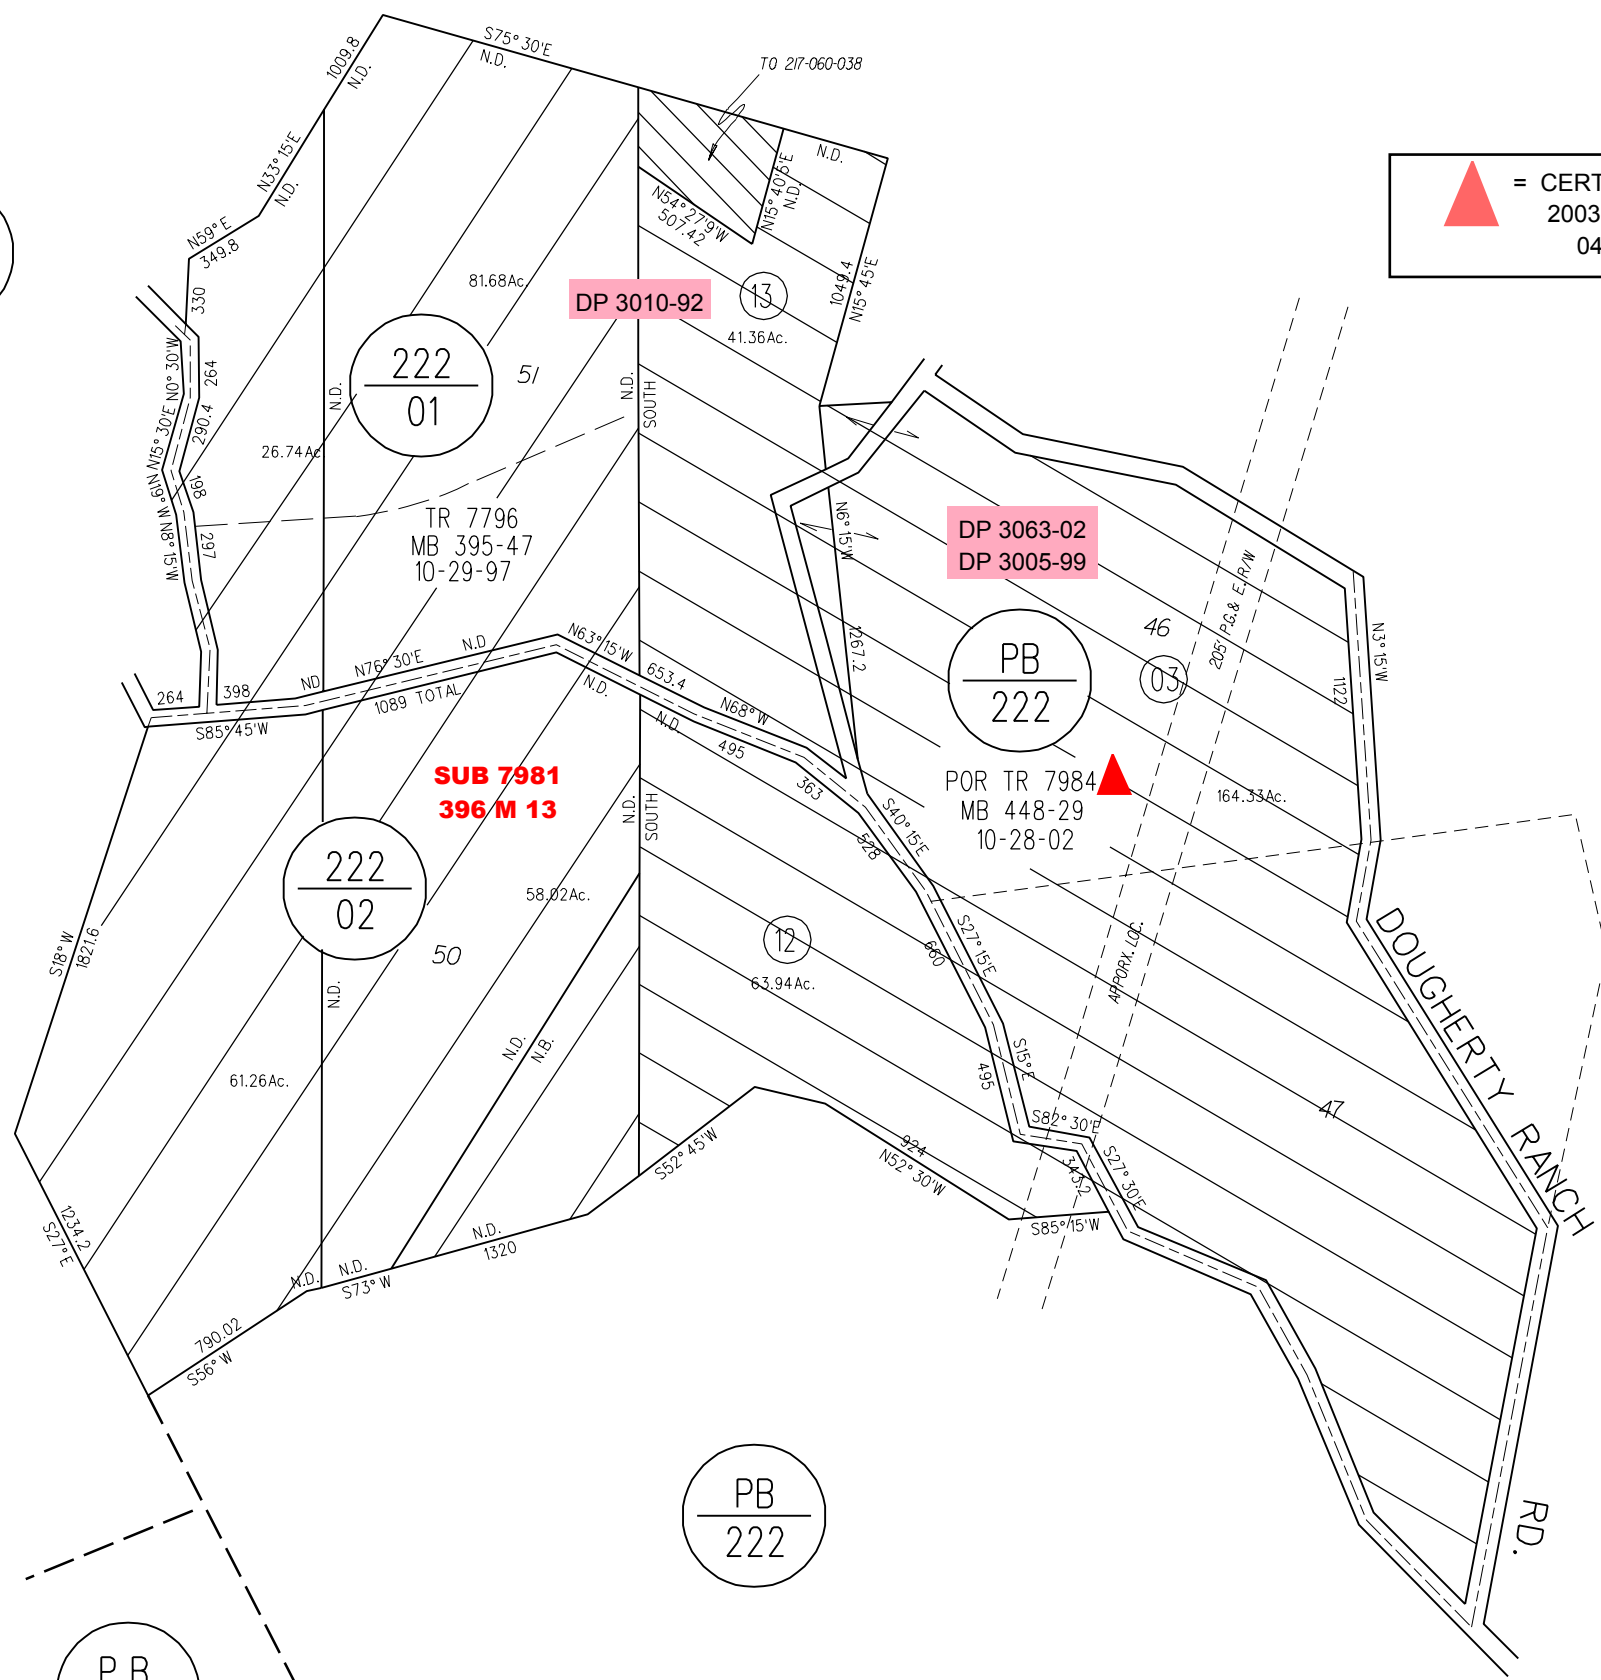 S75°30'E
N.D.
TO 217-060-038
1009.8
N.D.
N.D.
N33°15'E
N.D.
N59°E
349.8
N15°40'5"E
N.D.
N54°27'9"W
507.42
= CERT
2003
04
330
81.68Ac.
DP 3010-92
13
41.36Ac.
1049.4
N15°45'E
N0°30'W
264
222
01
51
N.D.
N.D.
SOUTH
N15°30'E
290.4
26.74Ac
N19°W
198
N8°15'W
297
TR 7796
MB 395-47
10-29-97
N6°15'W
DP 3063-02
DP 3005-99
205' P.G.& E. R/W
46
N3°15'W
1122
1267.2
PB
222
03
N63°15'W
653.4
N.D.
N.D
N76°30'E
ND
1089 TOTAL
264
398
S85°45'W
N68°W
N.D
495
363
SUB 7981
396 M 13
N.D.
SOUTH
POR TR 7984
MB 448-29
10-28-02
164.33Ac.
S40°15'E
528
222
02
58.02Ac.
50
12
63.94Ac.
S18°W
1821.6
N.D.
S27°15'E
660
APPORX. LOC.
DOUGHERTY RANCH
RD.
N.D.
N.B.
61.26Ac.
S15°E
495
S82°30'E
47
343.2
S27°30'E
924
N52°30'W
S85°15'W
S52°45'W
1234.2
S27°E
N.D.
1320
N.D.
N.D.
S73°W
790.02
S56°W
PB
222
P.B.